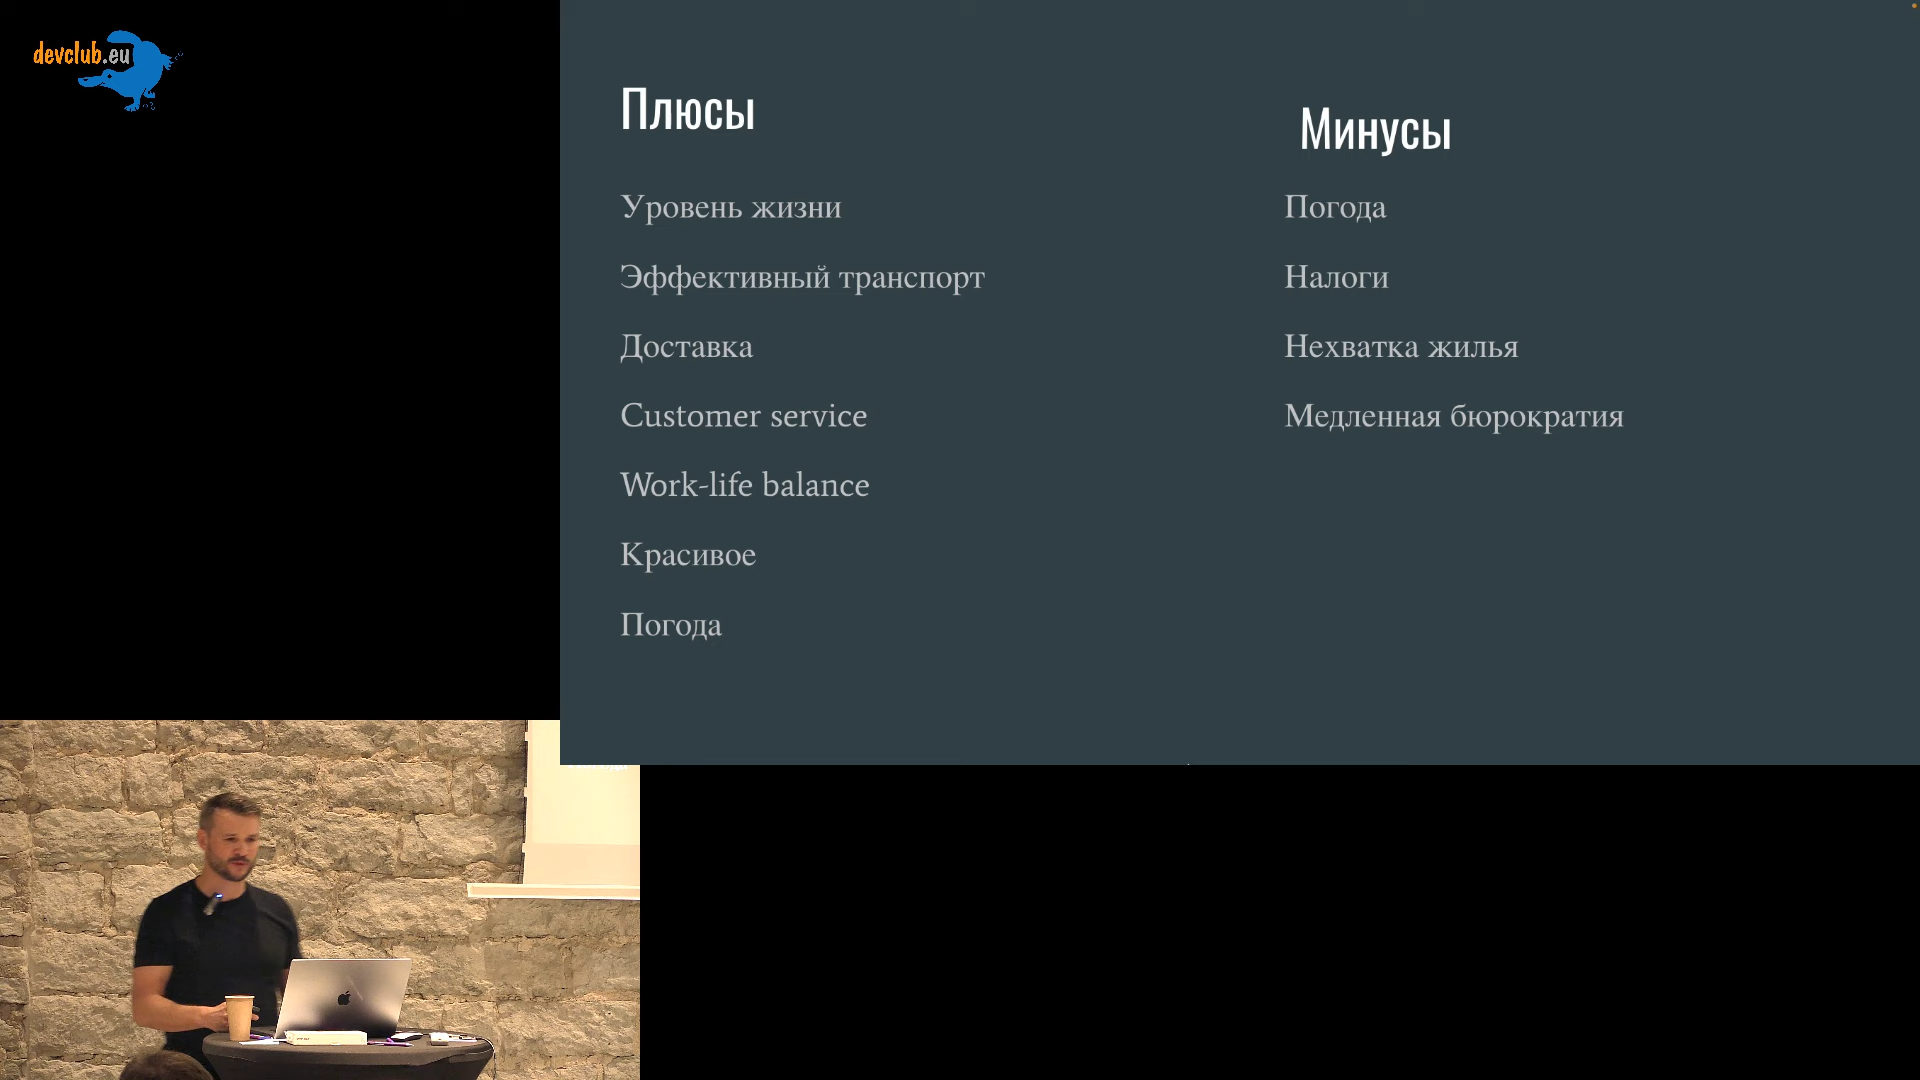 devclub.eu
Плюсы
Уровень жизни
Эффективный транспорт
Доставка
Customer service
Work-life balance
Красивое
Погода
Минусы
Погода
Налоги
Нехватка жилья
Медленная бюрократия